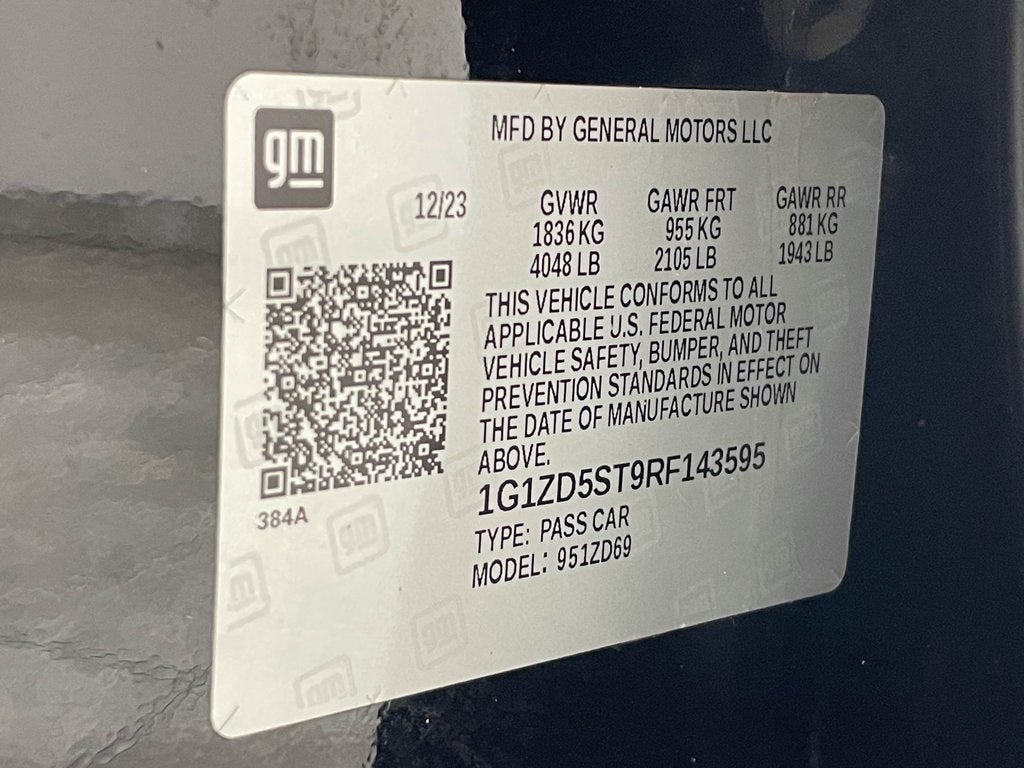 gm
MFD BY GENERAL MOTORS LLC
12/23 GVWR GAWR FRT GAWR RR
1836 KG 955 KG 881 KG
4048 LB 2105 LB 1943 LB
THIS VEHICLE CONFORMS TO ALL
APPLICABLE U.S. FEDERAL MOTOR
VEHICLE SAFETY, BUMPER, AND THEFT
PREVENTION STANDARDS IN EFFECT ON
THE DATE OF MANUFACTURE SHOWN
ABOVE.
1G1ZD5ST9RF143595
384A
TYPE: PASS CAR
MODEL: 951ZD69